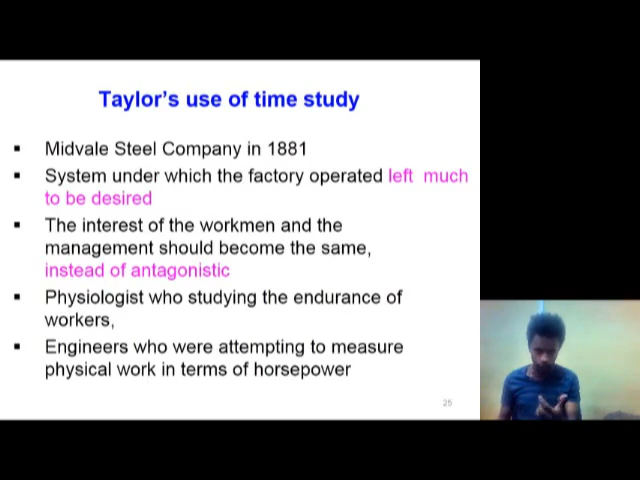 Taylor's use of time study
▪ Midvale Steel Company in 1881
▪ System under which the factory operated left much
to be desired
▪ The interest of the workmen and the
management should become the same,
instead of antagonistic
▪ Physiologist who studying the endurance of
workers,
▪ Engineers who were attempting to measure
physical work in terms of horsepower
25